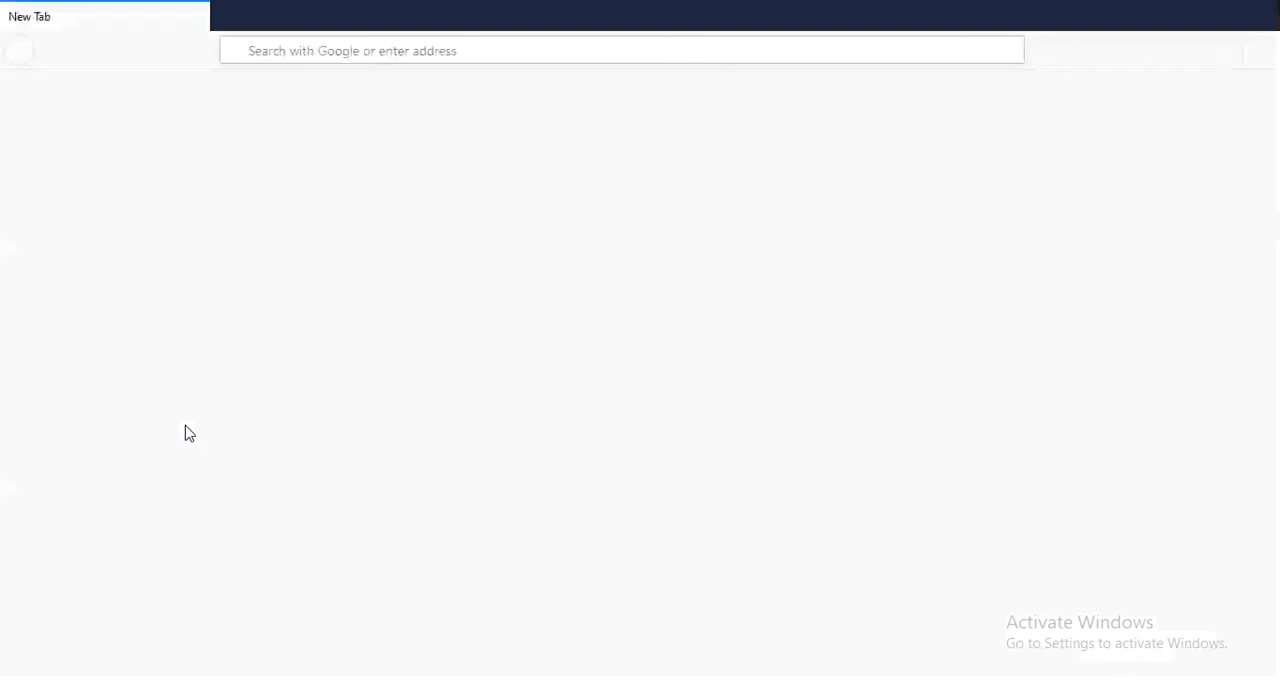 New Tab
Search with Google or enter address
Activate Windows
Go to Settings to activate Windows.